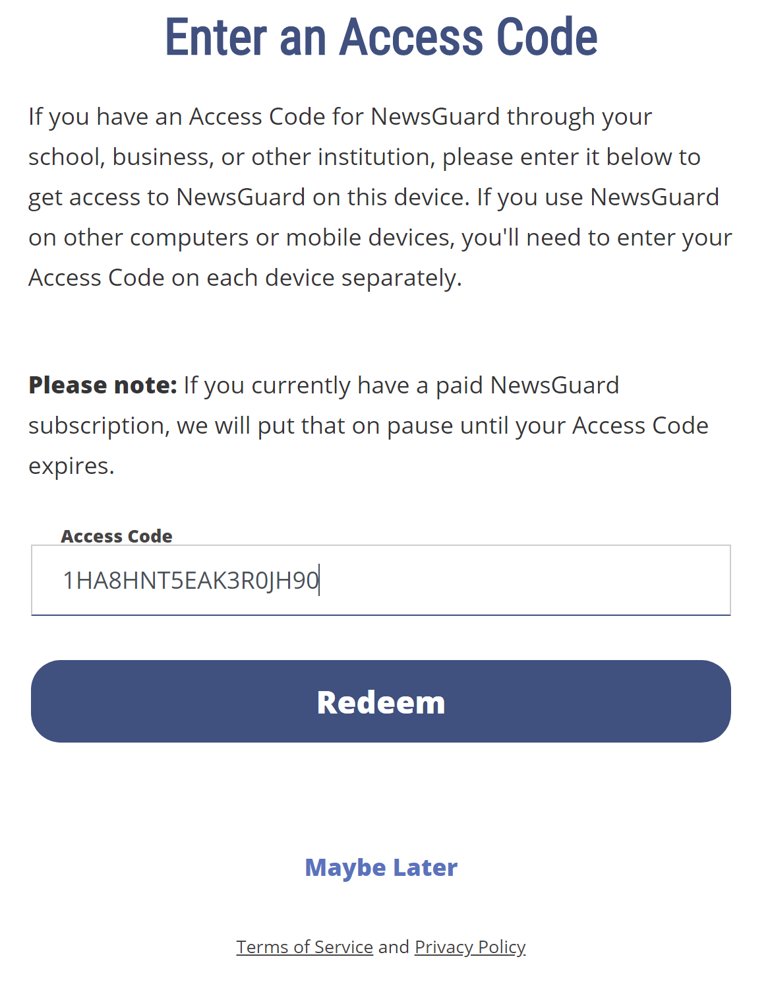 Enter an Access Code
If you have an Access Code for NewsGuard through your
school, business, or other institution, please enter it below to
get access to NewsGuard on this device. If you use NewsGuard
on other computers or mobile devices, you'll need to enter your
Access Code on each device separately.
Please note: If you currently have a paid NewsGuard
subscription, we will put that on pause until your Access Code
expires.
Access Code
1HA8HNT5EAK3R0JH90
Redeem
Maybe Later
Terms of Service and Privacy Policy